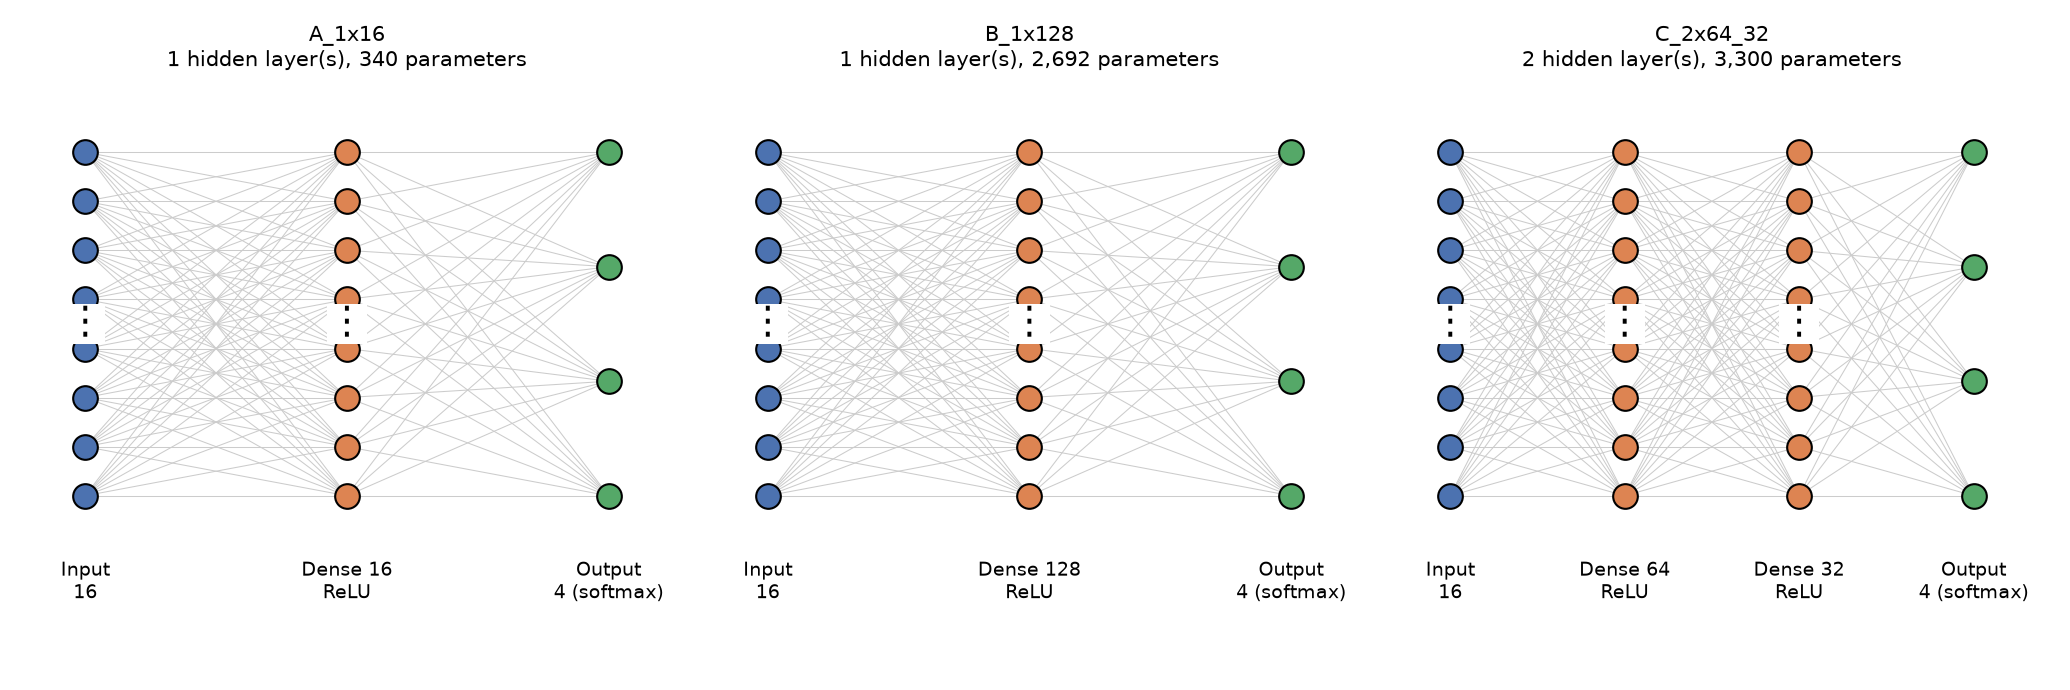 A_1x16
1 hidden layer(s), 340 parameters
Input
16
Dense 16
ReLU
Output
4 (softmax)
B_1x128
1 hidden layer(s), 2,692 parameters
Input
16
Dense 128
ReLU
Output
4 (softmax)
C_2x64_32
2 hidden layer(s), 3,300 parameters
Input
16
Dense 64
ReLU
Dense 32
ReLU
Output
4 (softmax)